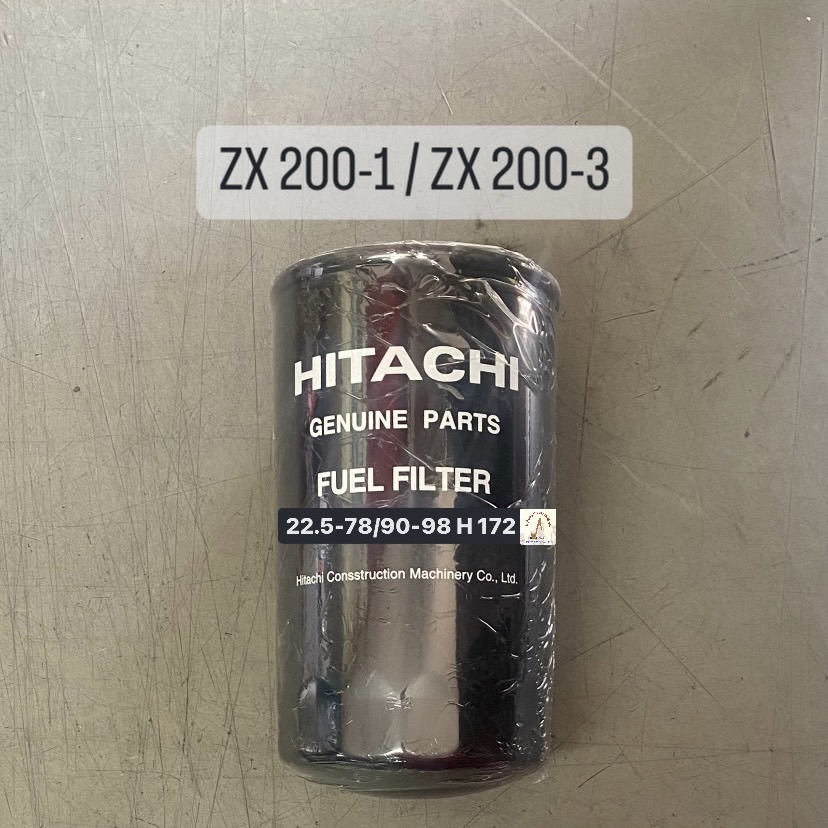 ZX 200-1 / ZX 200-3
HITACHI
GENUINE PARTS
FUEL FILTER
22.5-78/90-98 H 172
Hitachi Consstruction Machinery Co., Ltd.